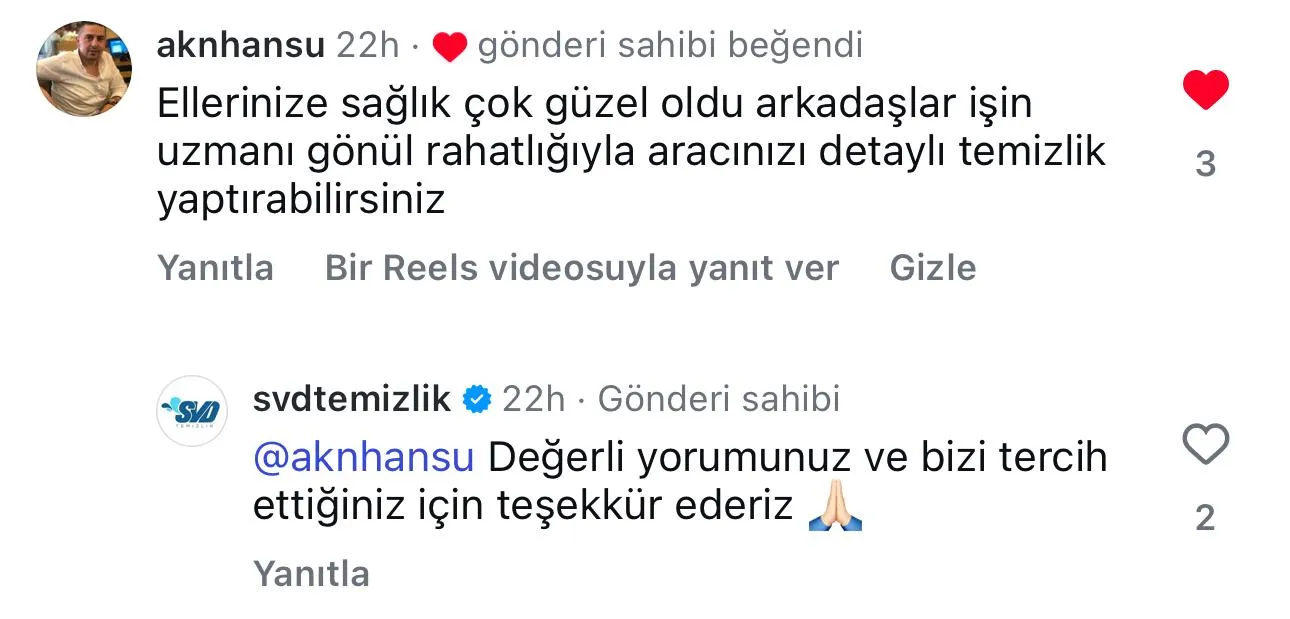 aknhansu 22h · ❤️ gönderi sahibi beğendi
Ellerinize sağlık çok güzel oldu arkadaşlar işin
uzmanı gönül rahatlığıyla aracınızı detaylı temizlik
yaptırabilirsiniz
3
Yanıtla Bir Reels videosuyla yanıt ver Gizle
SVD
TEMİZLİK
svdtemizlik 22h · Gönderi sahibi
@aknhansu Değerli yorumunuz ve bizi tercih
ettiğiniz için teşekkür ederiz 🙏🏻
2
Yanıtla